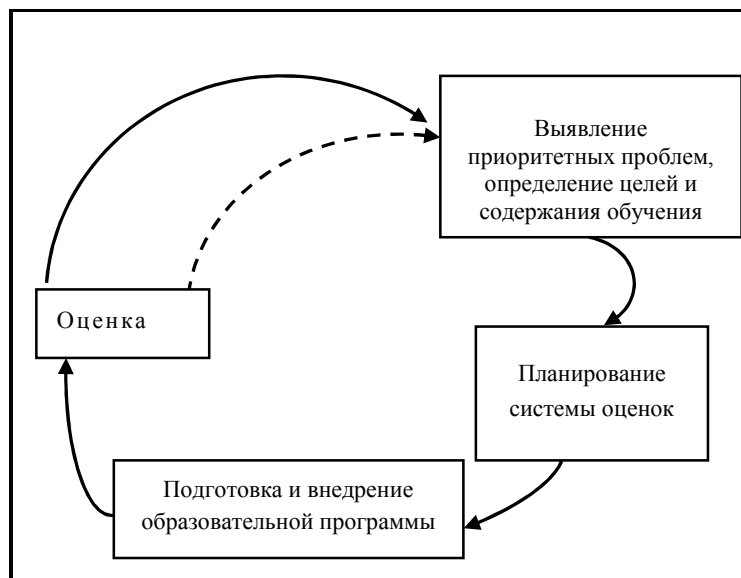 Выявление
приоритетных проблем,
определение целей и
содержания обучения
Оценка
Планирование
системы оценок
Подготовка и внедрение
образовательной программы